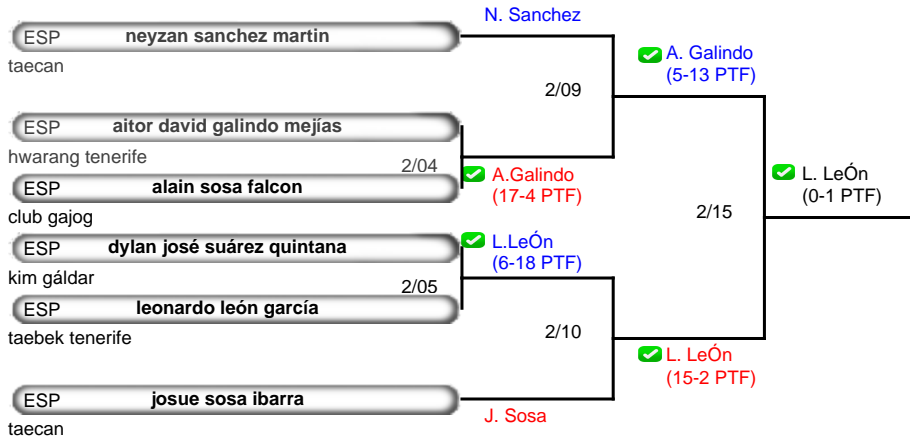 N. Sanchez
ESP neyzan sanchez martin
taecan
A. Galindo
(5-13 PTF)
2/09
ESP aitor david galindo mejías
hwarang tenerife
2/04
A.Galindo
(17-4 PTF)
ESP alain sosa falcon
club gajog
L. LeÓn
(0-1 PTF)
2/15
ESP dylan josé suárez quintana
kim gáldar
L.LeÓn
(6-18 PTF)
2/05
ESP leonardo león garcía
taebek tenerife
2/10
L. LeÓn
(15-2 PTF)
ESP josue sosa ibarra
taecan
J. Sosa